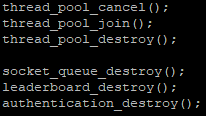 thread_pool_cancel();
thread_pool_join();
thread_pool_destroy();
socket_queue_destroy();
leaderboard_destroy();
authentication_destroy();